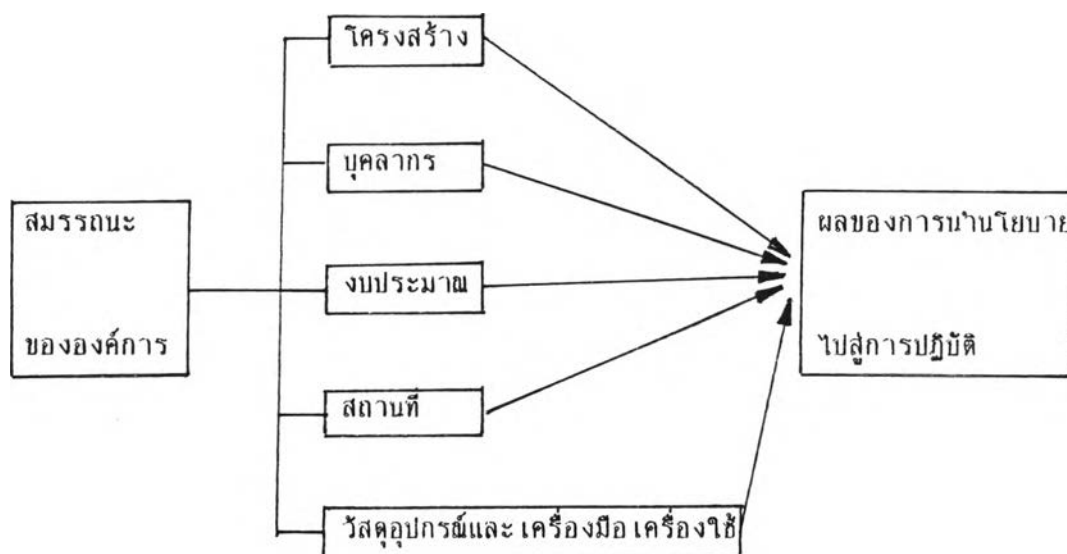 โครงสร้าง
บุคลากร
สมรรถนะ
ขององค์การ
งบประมาณ
สถานที่
วัสดุอุปกรณ์และ เครื่องมือ เครื่องใช้
ผลของการนำนโยบาย
ไปสู่การปฏิบัติ